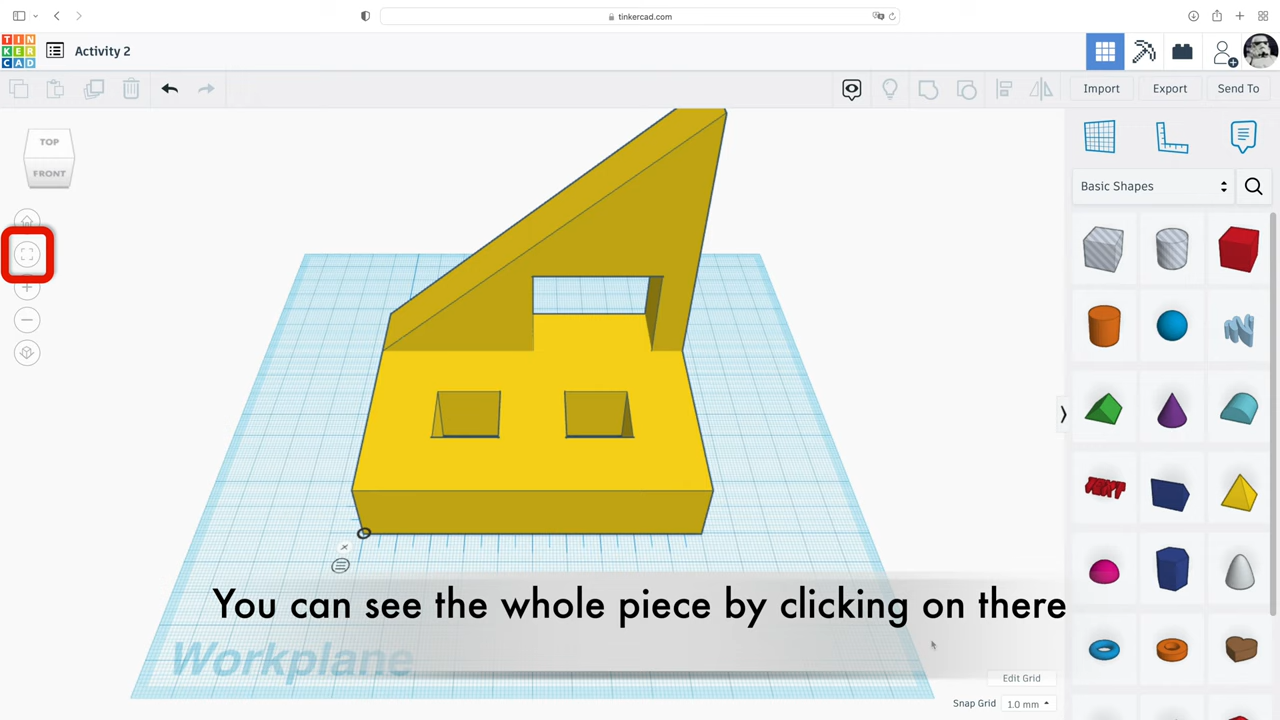 tinkercad.com
TIN
KER
CAD
Activity 2
Import
Export
Send To
TOP
FRONT
Basic Shapes
TEXT
You can see the whole piece by clicking on there
Workplane
Edit Grid
Snap Grid
1.0 mm